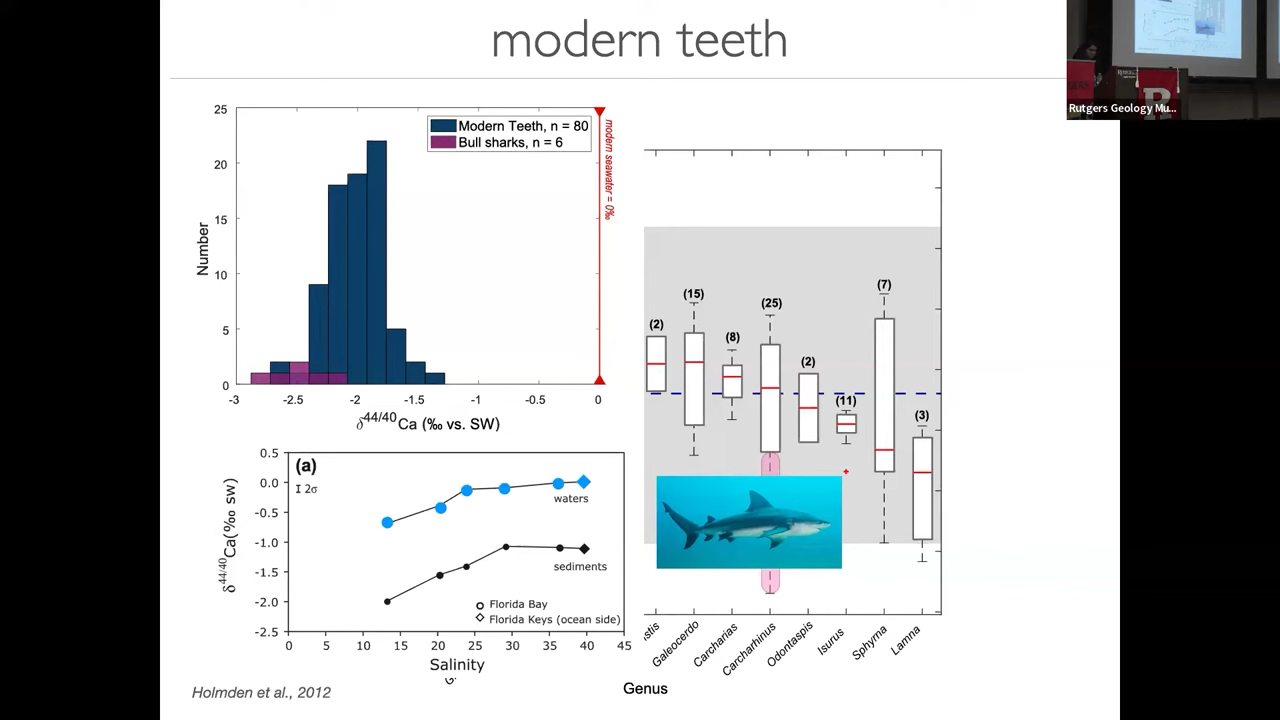 modern teeth
Rutgers Geology Mu...
25
20
15
10
5
0
Number
Modern Teeth, n = 80
Bull sharks, n = 6
modern seawater = 0‰
-3
-2.5
-2
-1.5
-1
-0.5
0
δ44/40Ca (‰ vs. SW)
(a)
I 2σ
0.5
0.0
-0.5
-1.0
-1.5
-2.0
-2.5
δ44/40Ca(‰ sw)
waters
sediments
Florida Bay
Florida Keys (ocean side)
0
5
10
15
20
25
30
35
40
45
Salinity
G.
Holmden et al., 2012
(2)
(15)
(8)
(25)
(2)
(11)
(7)
(3)
stis
Galeocerdo
Carcharias
Carcharhinus
Odontaspis
Isurus
Sphyrna
Lamna
Genus